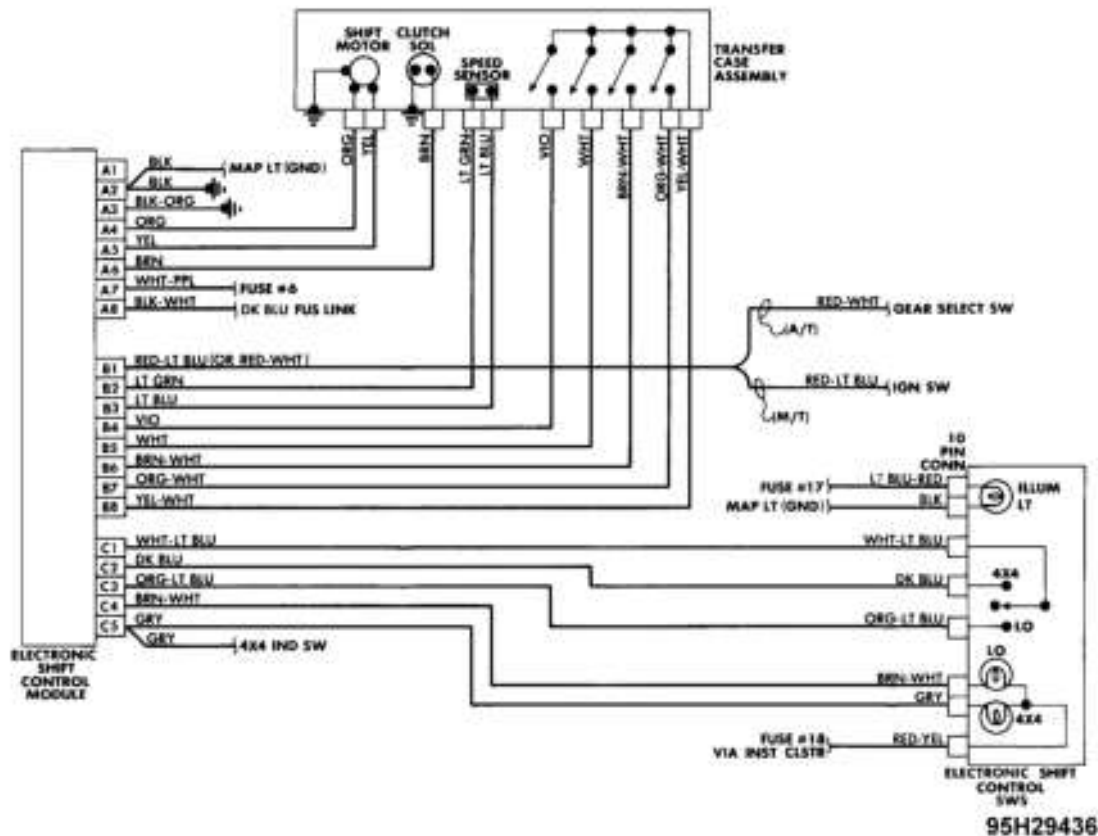 SHIFT
MOTOR
CLUTCH
SOL
SPEED
SENSOR
TRANSFER
CASE
ASSEMBLY
ORG
YEL
BRN
LT GRN
LT BLU
VIO
WHT
BRN-WHT
ORG-WHT
YEL-WHT
A1
BLK
MAP LT (GND)
A2
BLK
A3
BLK-ORG
A4
ORG
A5
YEL
A6
BRN
A7
WHT-PPL
FUSE #6
A8
BLK-WHT
DK BLU FUS LINK
B1
RED-LT BLU (OR RED-WHT)
B2
LT GRN
B3
LT BLU
B4
VIO
B5
WHT
B6
BRN-WHT
B7
ORG-WHT
B8
YEL-WHT
RED-WHT
GEAR SELECT SW
(A/T)
RED-LT BLU
IGN SW
(M/T)
C1
WHT-LT BLU
C2
DK BLU
C3
ORG-LT BLU
C4
BRN-WHT
C5
GRY
GRY
4X4 IND SW
ELECTRONIC
SHIFT
CONTROL
MODULE
10
PIN
CONN
FUSE #17
LT BLU-RED
ILLUM
LT
MAP LT (GND)
BLK
WHT-LT BLU
DK BLU
4X4
ORG-LT BLU
LO
LO
BRN-WHT
GRY
4X4
FUSE #18
VIA INST CLSTR
RED-YEL
ELECTRONIC SHIFT
CONTROL
SWS
95H29436